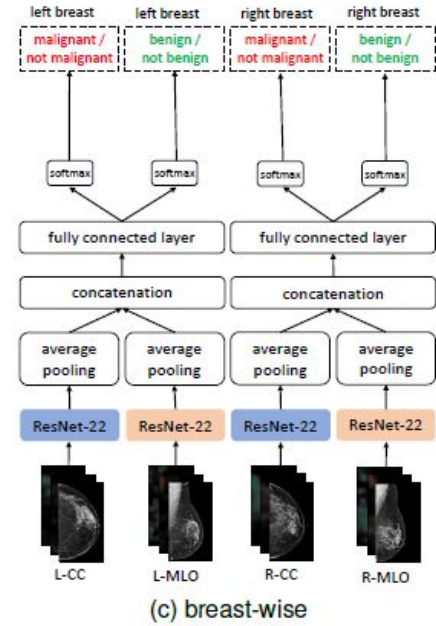 left breast left breast right breast right breast
malignant / benign / malignant / benign /
not malignant not benign not malignant not benign
softmax softmax softmax softmax
fully connected layer fully connected layer
concatenation concatenation
average average average average
pooling pooling pooling pooling
ResNet-22 ResNet-22 ResNet-22 ResNet-22
L-CC L-MLO R-CC R-MLO
(c) breast-wise